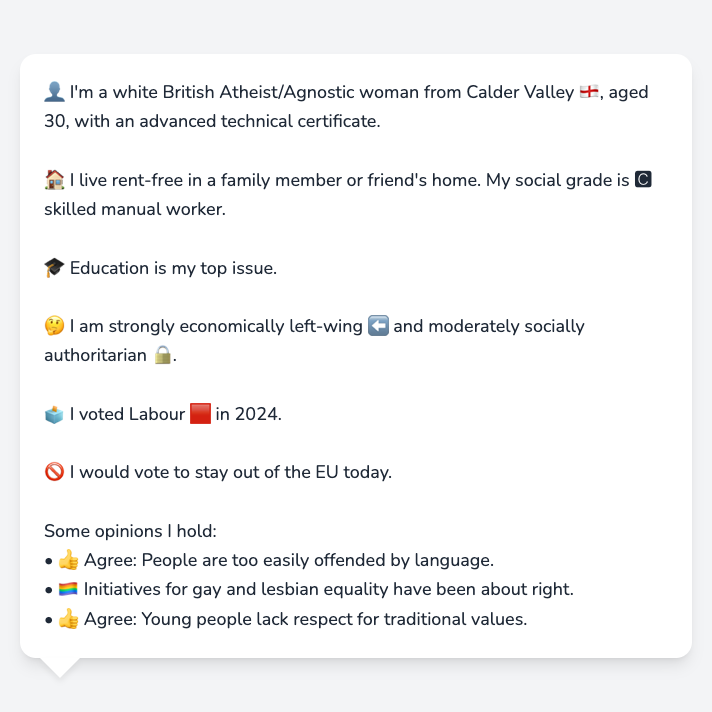 👤 I'm a white British Atheist/Agnostic woman from Calder Valley 🏴󠁧󠁢󠁥󠁮󠁧󠁿, aged
30, with an advanced technical certificate.
🏠 I live rent-free in a family member or friend's home. My social grade is 🅲
skilled manual worker.
🎓 Education is my top issue.
🤔 I am strongly economically left-wing ⬅️ and moderately socially
authoritarian 🔒.
🗳️ I voted Labour 🟥 in 2024.
🚫 I would vote to stay out of the EU today.
Some opinions I hold:
• 👍 Agree: People are too easily offended by language.
• 🏳️‍🌈 Initiatives for gay and lesbian equality have been about right.
• 👍 Agree: Young people lack respect for traditional values.